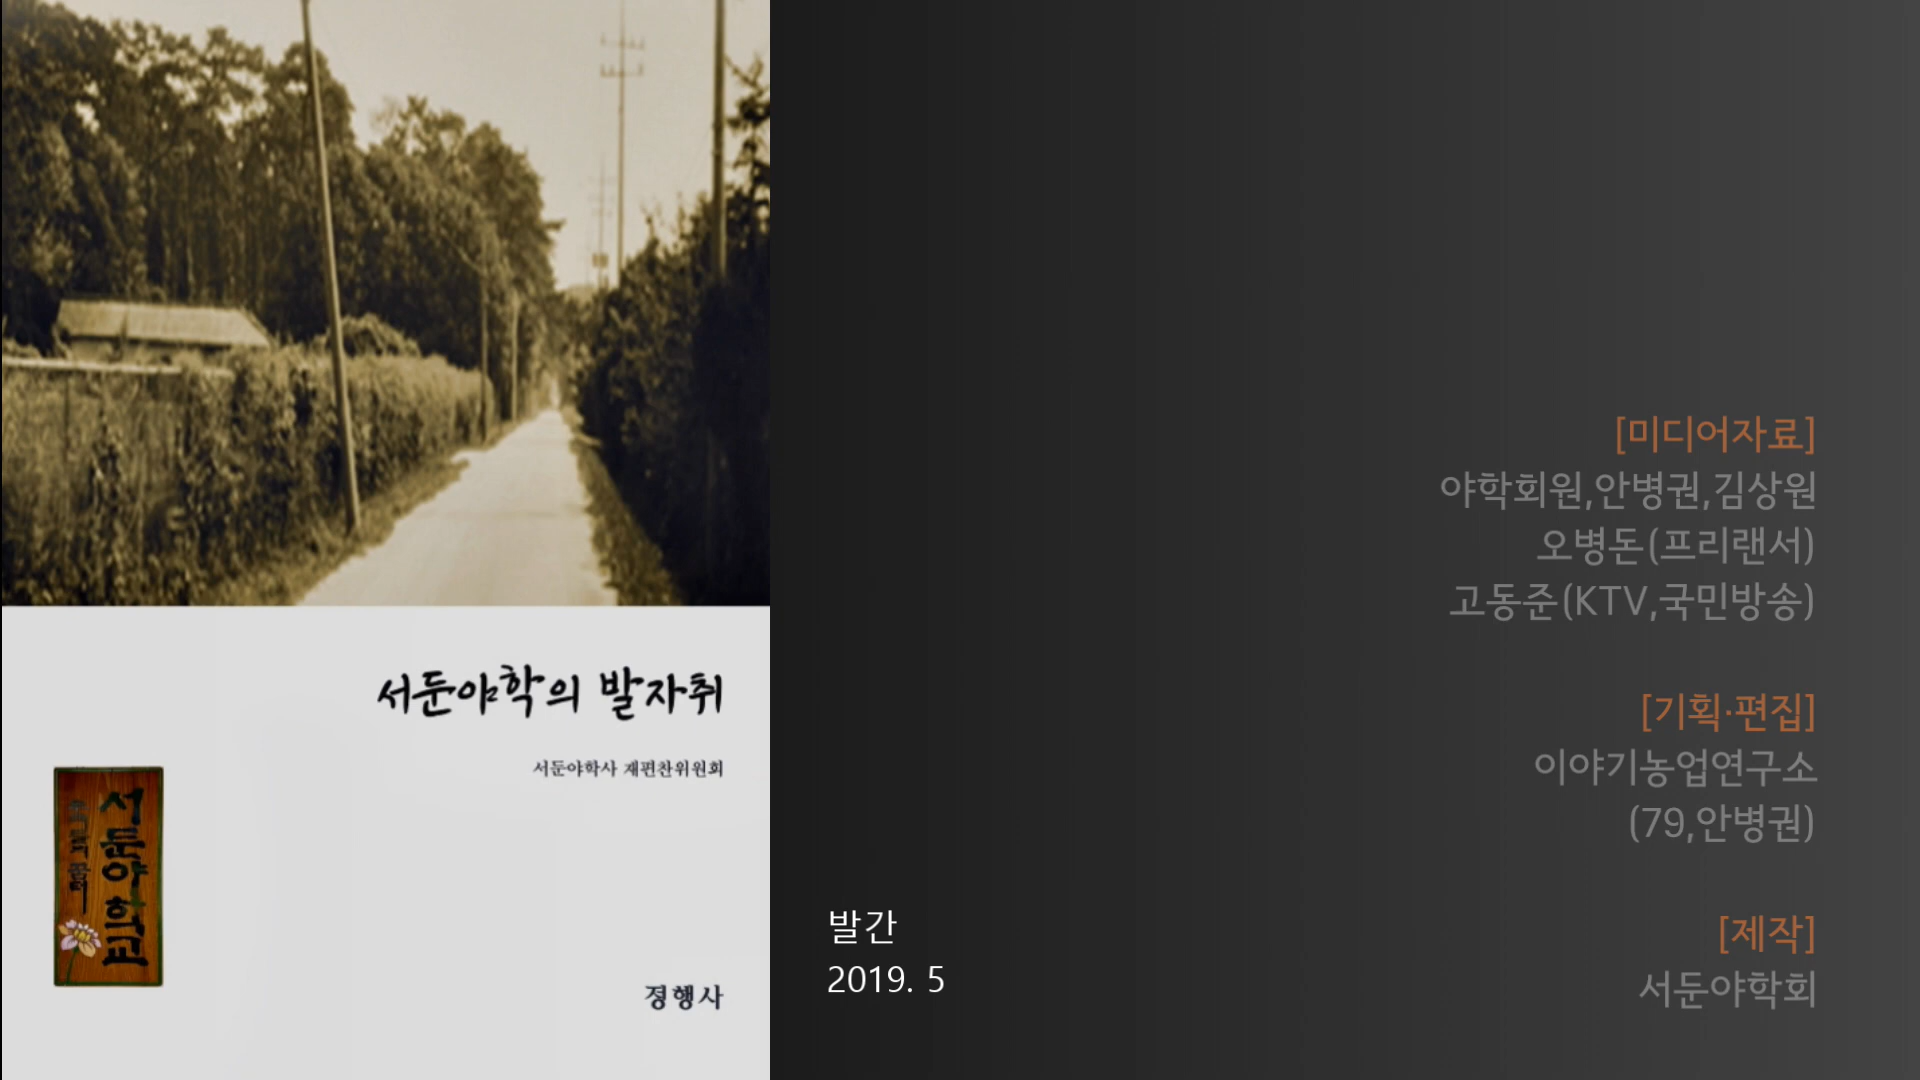 서둔야학의 발자취
서둔야학사 재편찬위원회
서둔야학교
경행사
발간
2019. 5
[미디어자료]
야학회원,안병권,김상원
오병돈(프리랜서)
고동준(KTV,국민방송)
[기획·편집]
이야기농업연구소
(79,안병권)
[제작]
서둔야학회